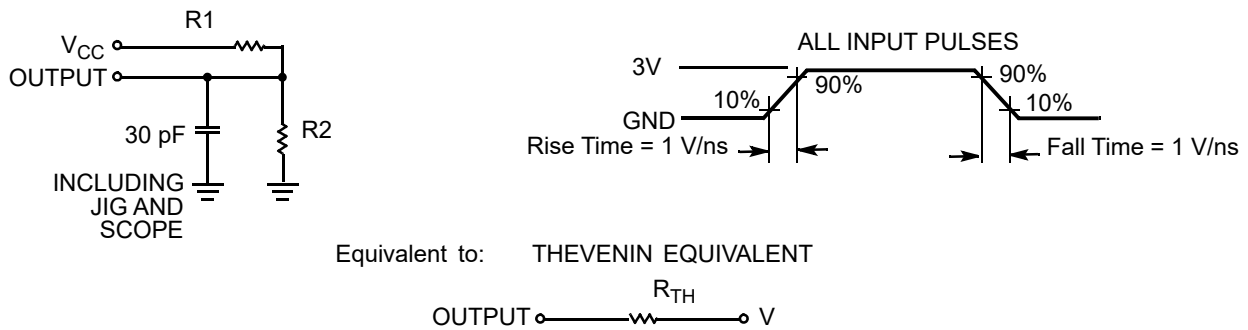 R1
VCC
OUTPUT
30 pF
R2
INCLUDING
JIG AND
SCOPE
ALL INPUT PULSES
3V
90%
90%
10%
10%
GND
Rise Time = 1 V/ns
Fall Time = 1 V/ns
Equivalent to: THEVENIN EQUIVALENT
RTH
OUTPUT
V